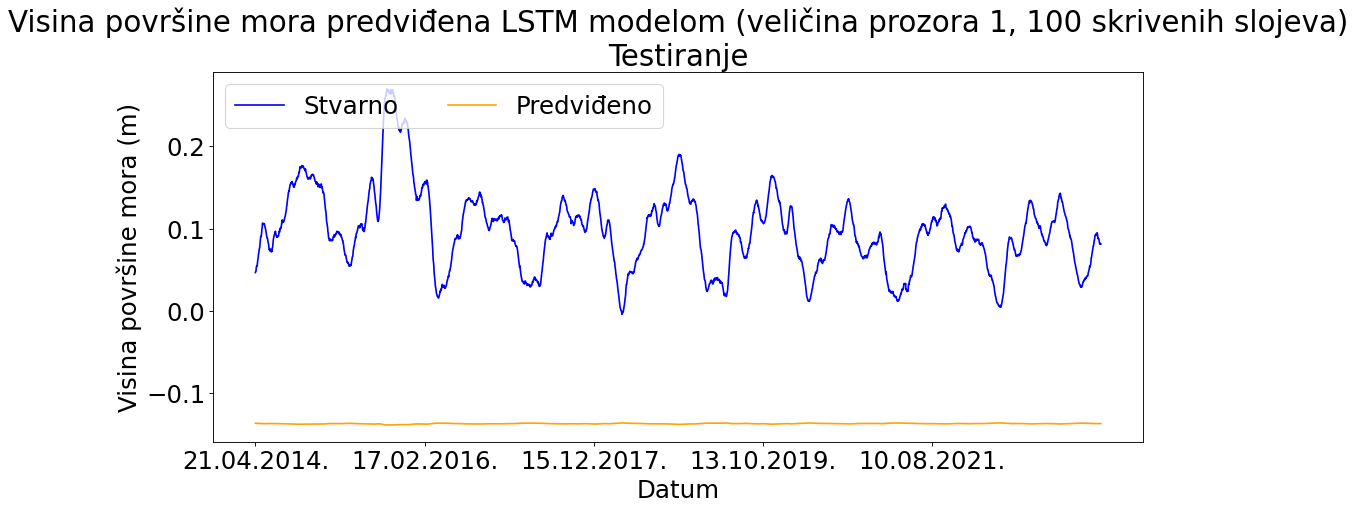 Visina površine mora predviđena LSTM modelom (veličina prozora 1, 100 skrivenih slojeva)
Testiranje
Stvarno
Predviđeno
Visina površine mora (m)
0.2
0.1
0.0
−0.1
21.04.2014.
17.02.2016.
15.12.2017.
13.10.2019.
10.08.2021.
Datum